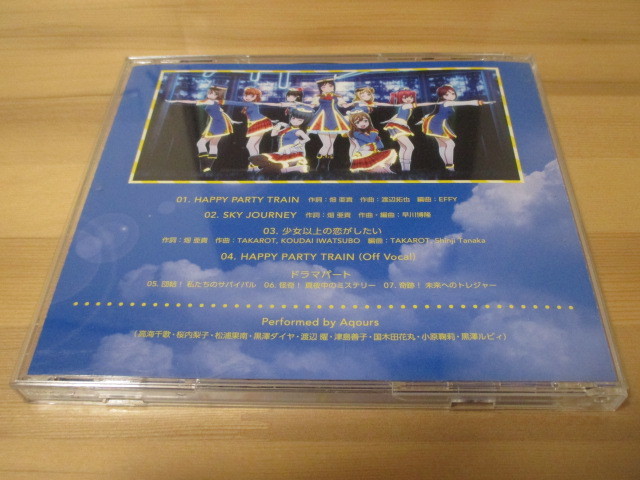 01. HAPPY PARTY TRAIN 作詞：畑 亜貴 作曲：渡辺拓也 編曲：EFFY
02. SKY JOURNEY 作詞：畑 亜貴 作曲・編曲：早川博隆
03. 少女以上の恋がしたい
作詞：畑 亜貴 作曲：TAKAROT, KOUDAI IWATSUBO 編曲：TAKAROT, Shinji Tanaka
04. HAPPY PARTY TRAIN (Off Vocal)
ドラマパート
05. 団結！ 私たちのサバイバル 06. 怪奇！ 真夜中のミステリー 07. 奇跡！ 未来へのトレジャー
Performed by Aqours
(高海千歌・桜内梨子・松浦果南・黒澤ダイヤ・渡辺 曜・津島善子・国木田花丸・小原鞠莉・黒澤ルビィ)